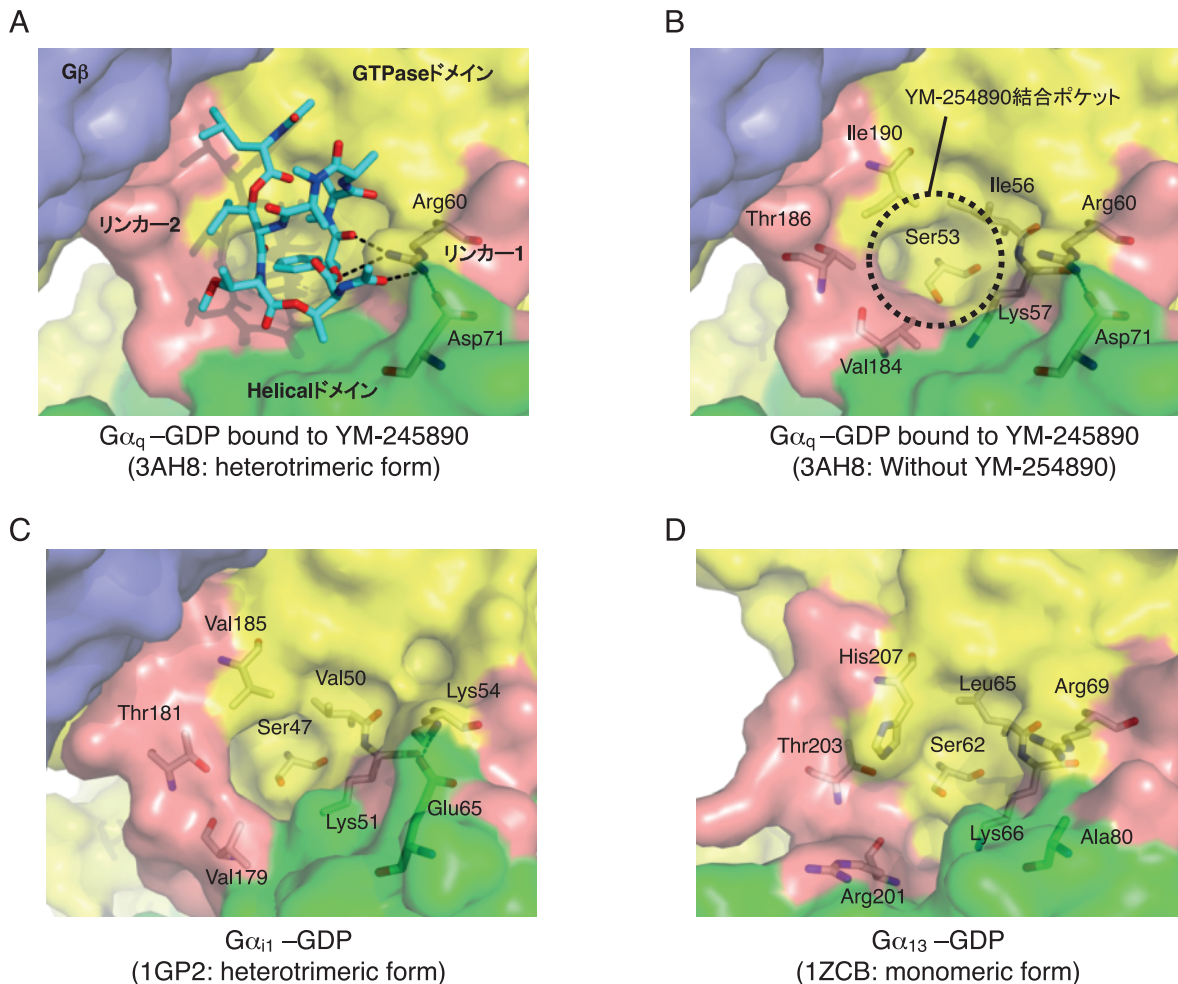 A
Gβ
GTPaseドメイン
リンカー2
Arg60
リンカー1
Asp71
Helicalドメイン
Gαq –GDP bound to YM-245890
(3AH8: heterotrimeric form)
B
YM-254890結合ポケット
Ile190
Ile56
Thr186
Arg60
Ser53
Lys57
Val184
Asp71
Gαq –GDP bound to YM-245890
(3AH8: Without YM-254890)
C
Val185
Val50
Lys54
Thr181
Ser47
Lys51
Glu65
Val179
Gαi1 –GDP
(1GP2: heterotrimeric form)
D
His207
Leu65
Arg69
Thr203
Ser62
Lys66
Ala80
Arg201
Gα13 –GDP
(1ZCB: monomeric form)